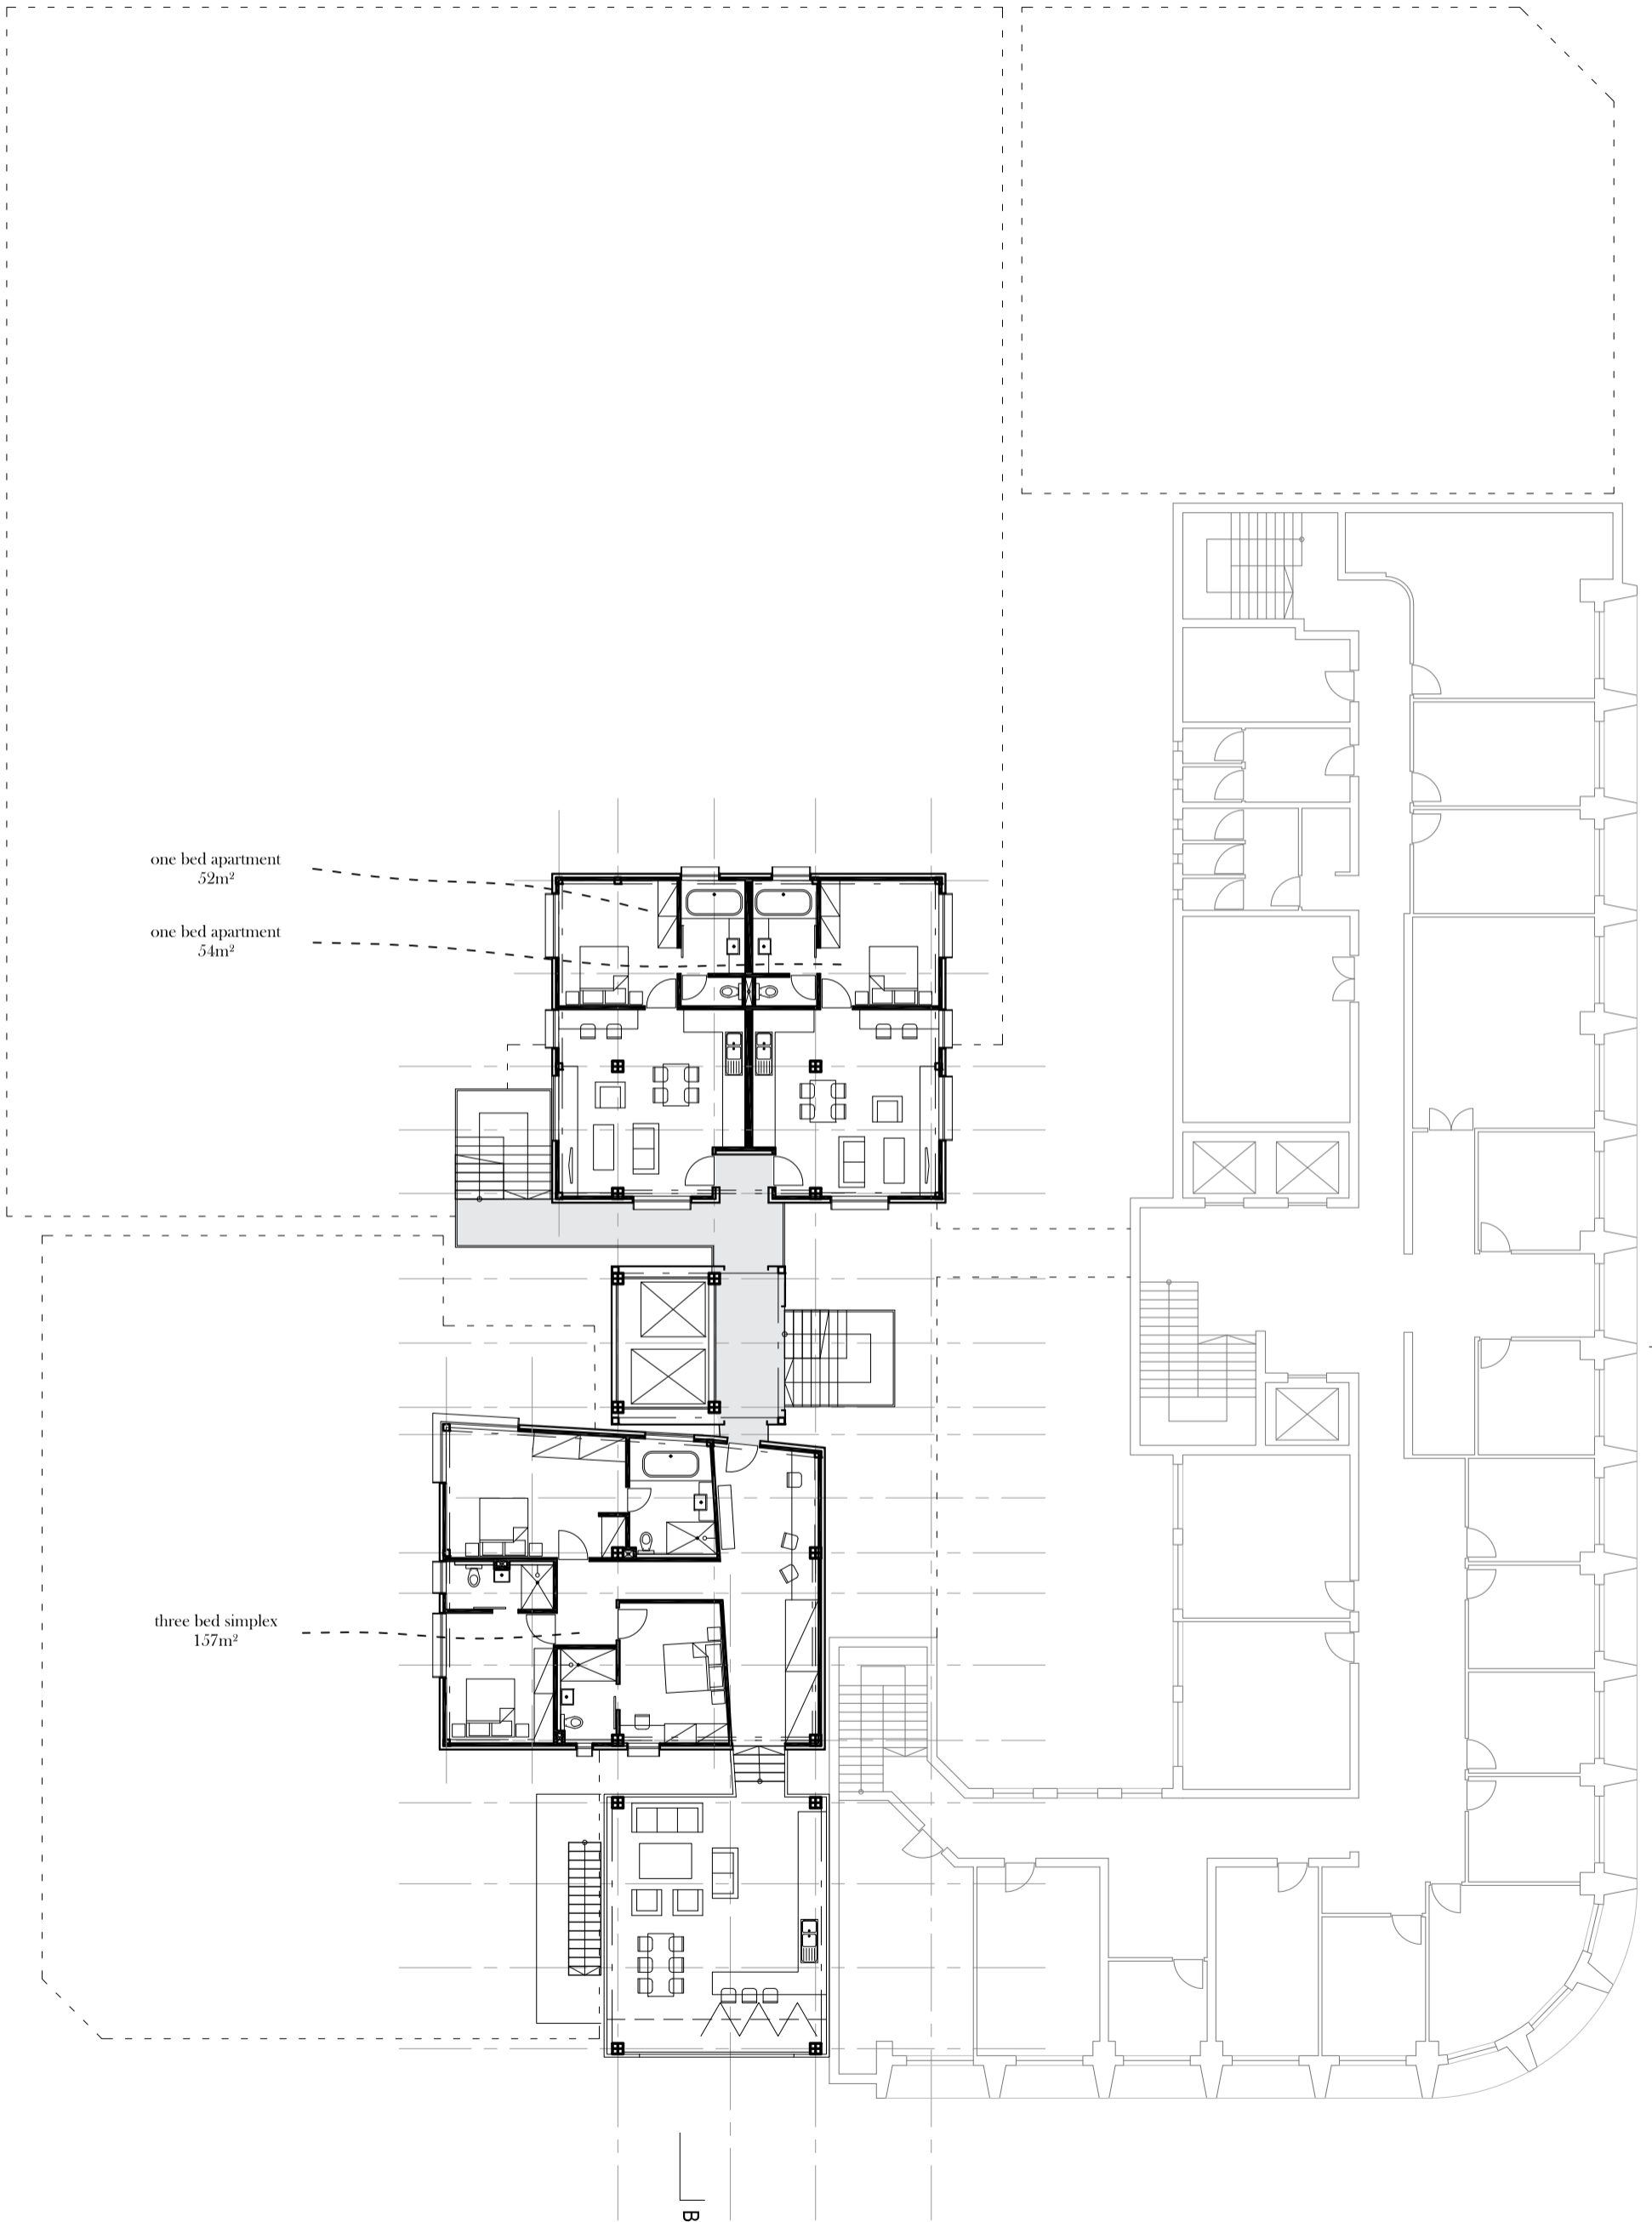 one bed apartment
52m²
one bed apartment
54m²
three bed simplex
157m²
B